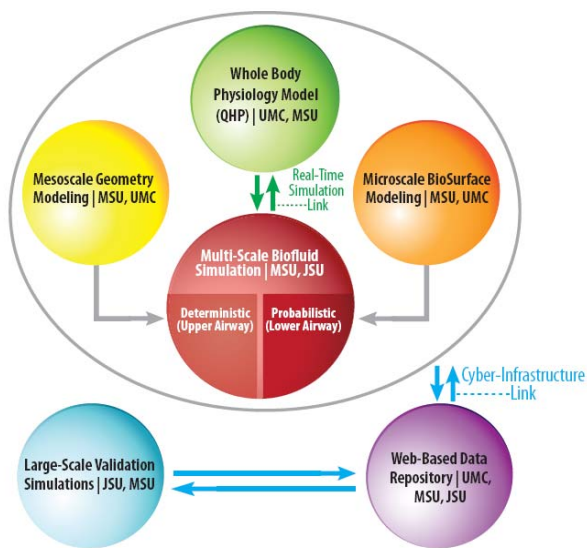 Whole Body
Physiology Model
(QHP) | UMC, MSU
Mesoscale Geometry
Modeling | MSU, UMC
Real-Time
Simulation
Link
Microscale BioSurface
Modeling | MSU, UMC
Multi-Scale Biofluid
Simulation | MSU, JSU
Deterministic
(Upper Airway)
Probabilistic
(Lower Airway)
Cyber-Infrastructure
Link
Large-Scale Validation
Simulations | JSU, MSU
Web-Based Data
Repository | UMC,
MSU, JSU